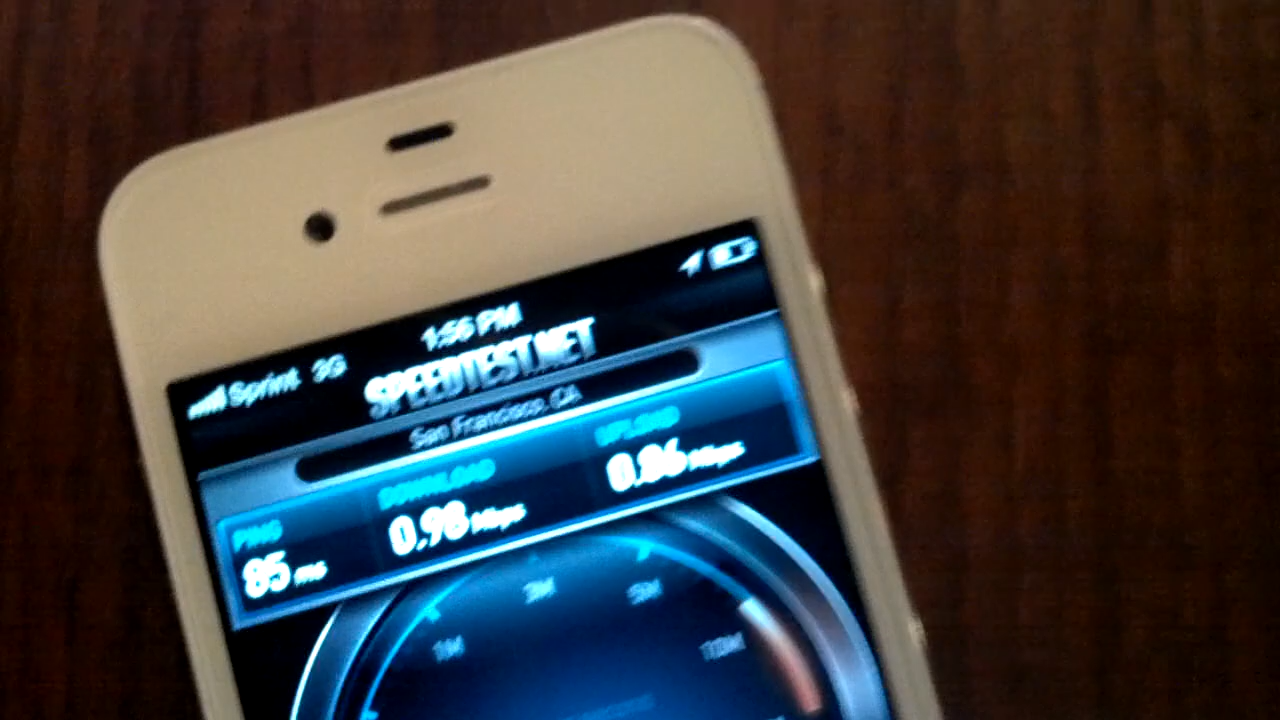 Sprint 3G 1:56 PM
SPEEDTEST.NET
San Francisco, CA
PING DOWNLOAD UPLOAD
85 ms 0.98 Mbps 0.86 Mbps
1M 3M 5M 10M